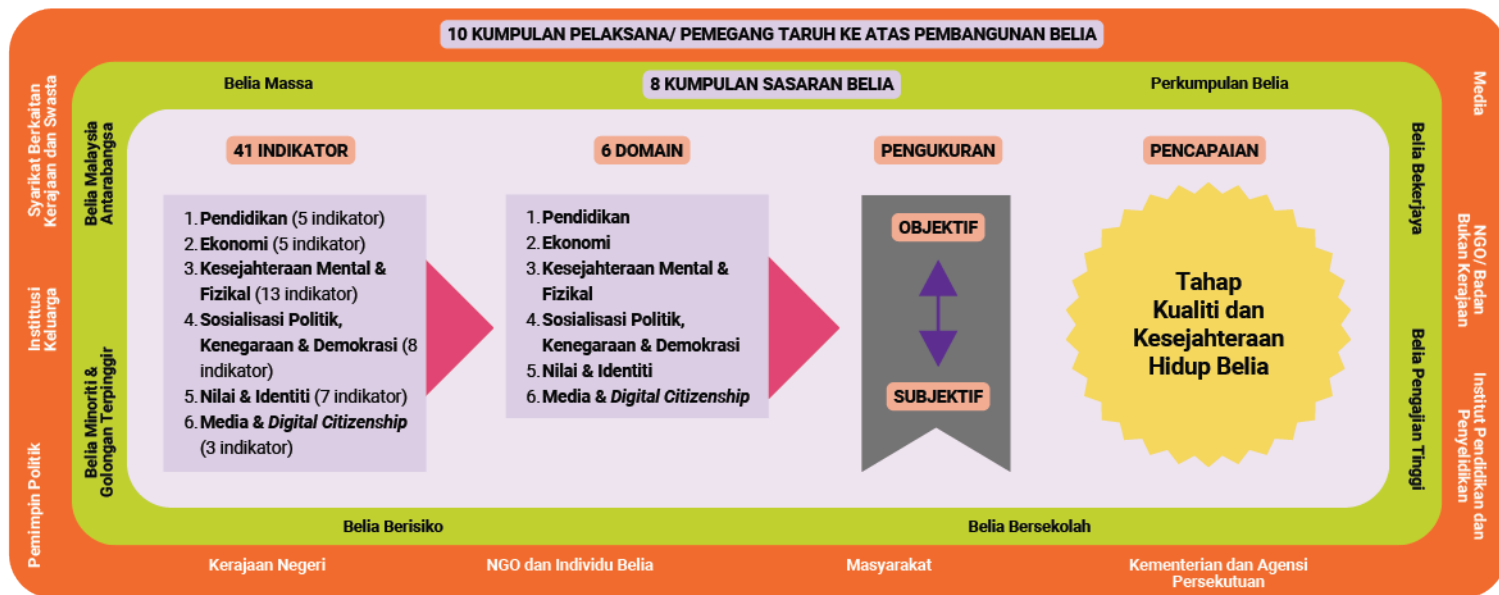 10 KUMPULAN PELAKSANA/ PEMEGANG TARUH KE ATAS PEMBANGUNAN BELIA
Belia Massa
8 KUMPULAN SASARAN BELIA
Perkumpulan Belia
Syarikat Berkaitan
Kerajaan dan Swasta
Instittusi
Keluarga
Pemimpin Politik
Belia Malaysia
Antarabangsa
Belia Minoriti &
Golongan Terpinggir
41 INDIKATOR
1. Pendidikan (5 indikator)
2. Ekonomi (5 indikator)
3. Kesejahteraan Mental &
Fizikal (13 indikator)
4. Sosialisasi Politik,
Kenegaraan & Demokrasi (8
indikator)
5. Nilai & Identiti (7 indikator)
6. Media & Digital Citizenship
(3 indikator)
6 DOMAIN
1. Pendidikan
2. Ekonomi
3. Kesejahteraan Mental &
Fizikal
4. Sosialisasi Politik,
Kenegaraan & Demokrasi
5. Nilai & Identiti
6. Media & Digital Citizenship
PENGUKURAN
OBJEKTIF
SUBJEKTIF
PENCAPAIAN
Tahap
Kualiti dan
Kesejahteraan
Hidup Belia
Belia Bekerjaya
Belia Pengajian Tinggi
Media
NGO/ Badan
Bukan Kerajaan
Institut Pendidikan dan
Penyelidikan
Belia Berisiko
Belia Bersekolah
Kerajaan Negeri
NGO dan Individu Belia
Masyarakat
Kementerian dan Agensi
Persekutuan